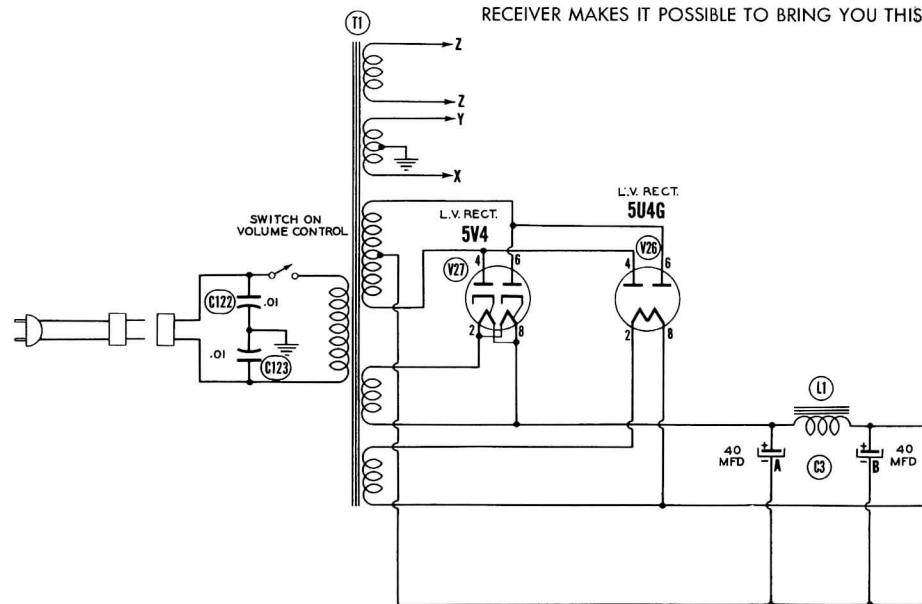 RECEIVER MAKES IT POSSIBLE TO BRING YOU THIS
T1
Z
Z
Y
X
L.V. RECT.
5U4G
L.V. RECT.
5V4
SWITCH ON
VOLUME CONTROL
V26
4
6
4
6
V27
C122
.01
2
8
2
8
.01
C123
L1
40
MFD
+
−
A
C3
+
−
B
40
MFD